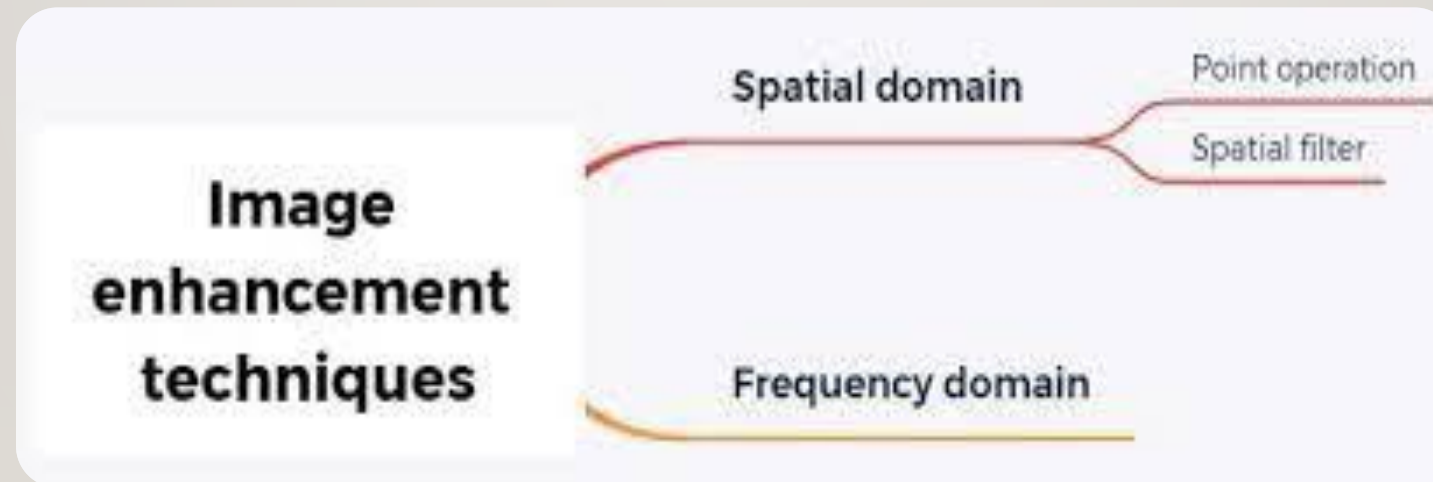 Image
enhancement
techniques
Spatial domain
Point operation
Spatial filter
Frequency domain